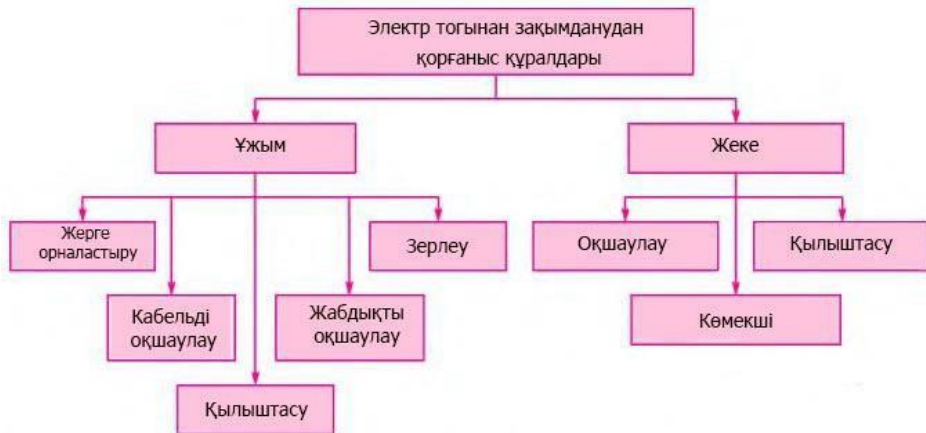 Электр тогынан зақымданудан
қорғаныс құралдары
Ұжым
Жеке
Жерге
орналастыру
Зерлеу
Оқшаулау
Қылыштасу
Кабельді
оқшаулау
Жабдықты
оқшаулау
Көмекші
Қылыштасу